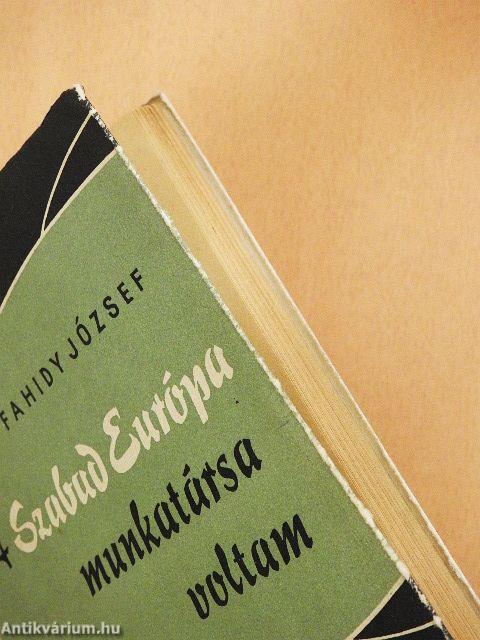 FAHIDY JÓZSEF
Szabad Európa
munkatársa
voltam
Antikvárium.hu